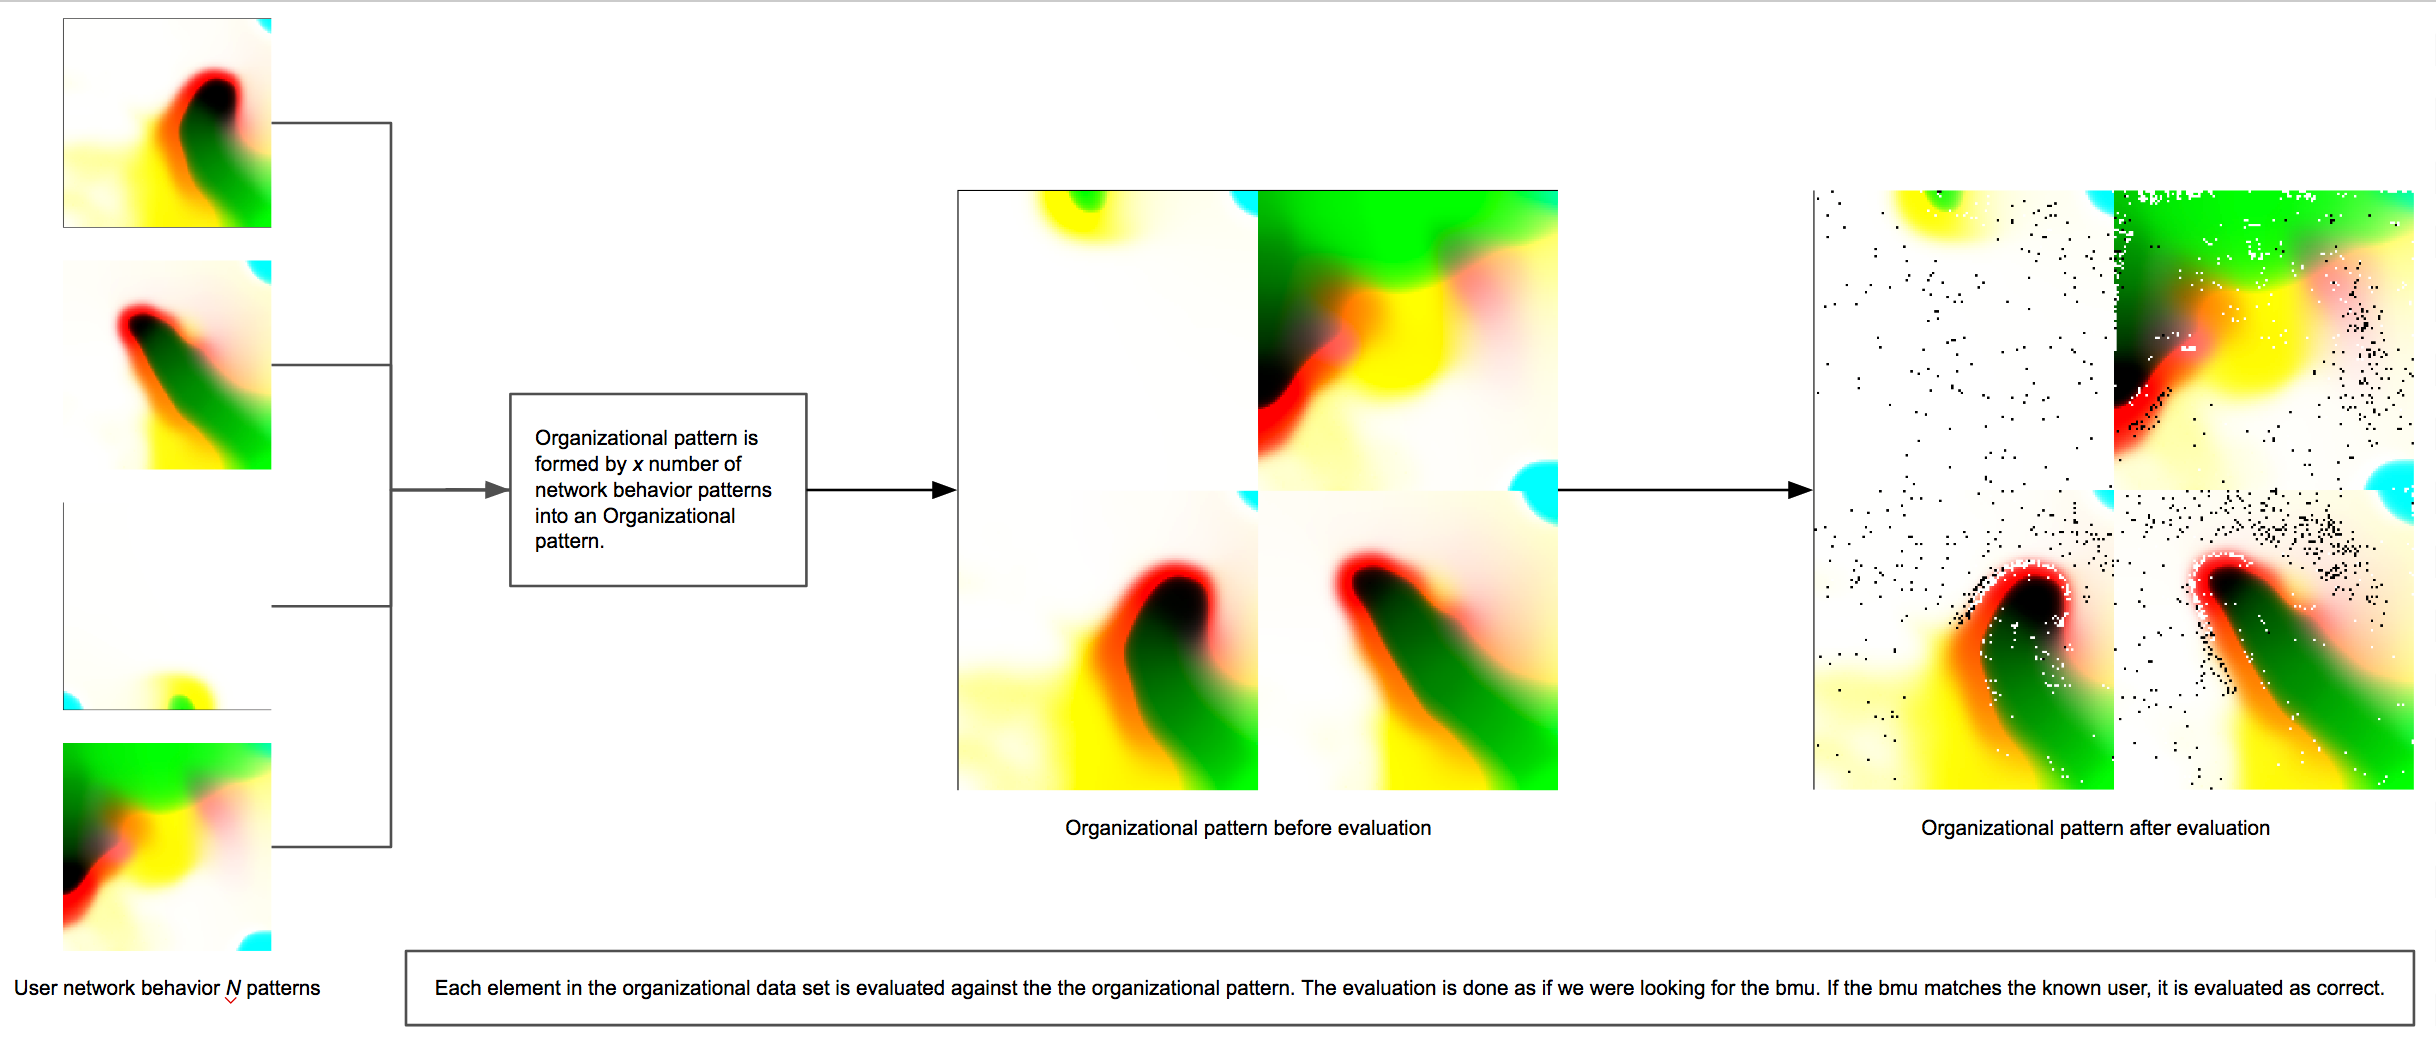 Organizational pattern is
formed by x number of
network behavior patterns
into an Organizational
pattern.
Organizational pattern before evaluation
Organizational pattern after evaluation
User network behavior N patterns
Each element in the organizational data set is evaluated against the the organizational pattern. The evaluation is done as if we were looking for the bmu. If the bmu matches the known user, it is evaluated as correct.